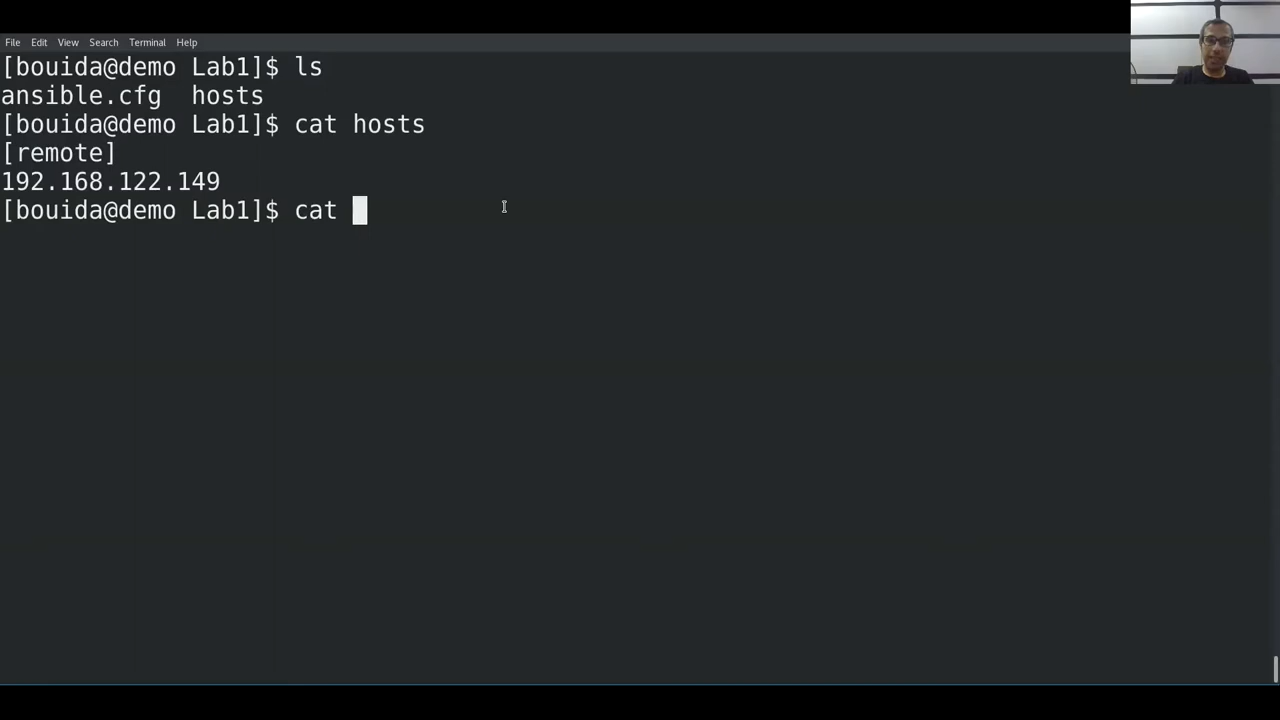 File Edit View Search Terminal Help
[bouida@demo Lab1]$ ls
ansible.cfg  hosts
[bouida@demo Lab1]$ cat hosts
[remote]
192.168.122.149
[bouida@demo Lab1]$ cat